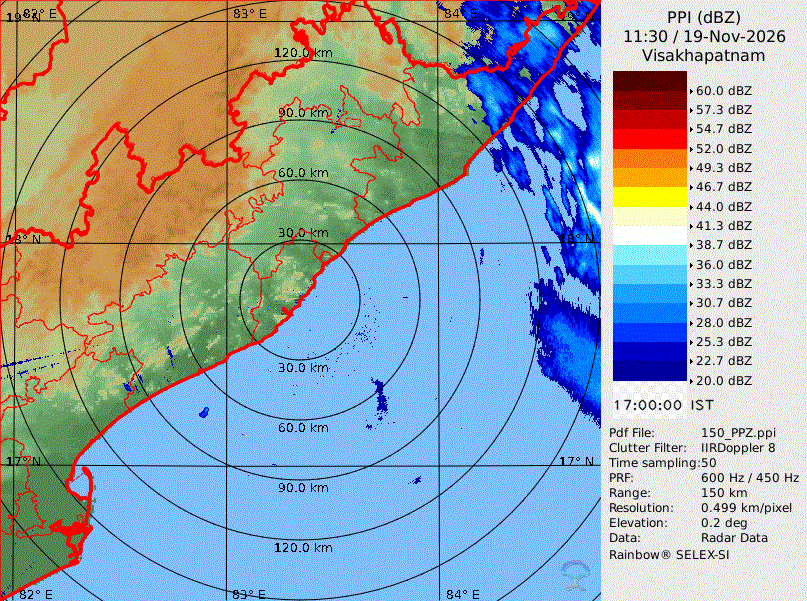 19° N
82° E
83° E
84° E
19° N
120.0 km
90.0 km
60.0 km
30.0 km
18° N
18° N
30.0 km
60.0 km
17° N
17° N
90.0 km
120.0 km
82° E
83° E
84° E
PPI (dBZ)
11:30 / 19-Nov-2026
Visakhapatnam
60.0 dBZ
57.3 dBZ
54.7 dBZ
52.0 dBZ
49.3 dBZ
46.7 dBZ
44.0 dBZ
41.3 dBZ
38.7 dBZ
36.0 dBZ
33.3 dBZ
30.7 dBZ
28.0 dBZ
25.3 dBZ
22.7 dBZ
20.0 dBZ
17:00:00 IST
Pdf File: 150_PPZ.ppi
Clutter Filter: IIRDoppler 8
Time sampling:50
PRF: 600 Hz / 450 Hz
Range: 150 km
Resolution: 0.499 km/pixel
Elevation: 0.2 deg
Data: Radar Data
Rainbow® SELEX-SI